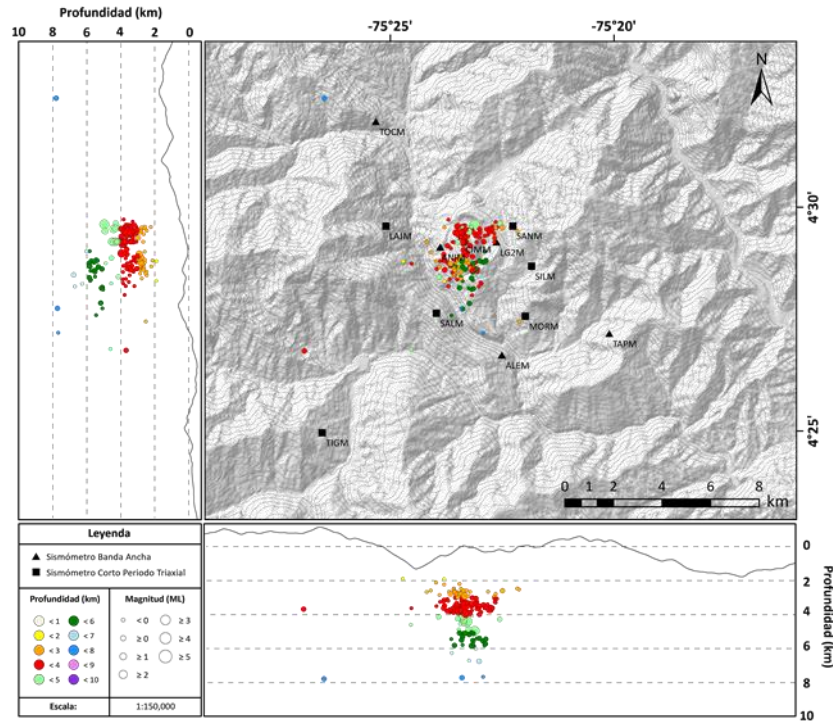 Profundidad (km)
10 8 6 4 2 0
-75°25' -75°20'
N
TOCM
4°30'
LAJM
SANM
LG2M
SILM
SALM
MORM
TAPM
ALEM
4°25'
TIGM
0 1 2 4 6 8
km
Leyenda
Sismómetro Banda Ancha
Sismómetro Corto Periodo Triaxial
Profundidad (km) Magnitud (ML)
< 1 < 6 < 0 ≥ 3
< 2 < 7 ≥ 0 ≥ 4
< 3 < 8 ≥ 1 ≥ 5
< 4 < 9 ≥ 2
< 5 < 10
Escala: 1:150,000
0
2
4
6
8
10
Profundidad (km)